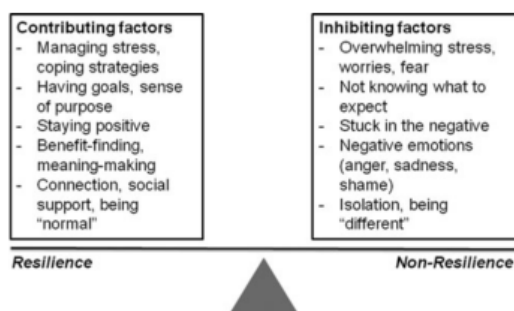 Contributing factors
- Managing stress,
coping strategies
- Having goals, sense
of purpose
- Staying positive
- Benefit-finding,
meaning-making
- Connection, social
support, being
"normal"
Inhibiting factors
- Overwhelming stress,
worries, fear
- Not knowing what to
expect
- Stuck in the negative
- Negative emotions
(anger, sadness,
shame)
- Isolation, being
"different"
Resilience
Non-Resilience